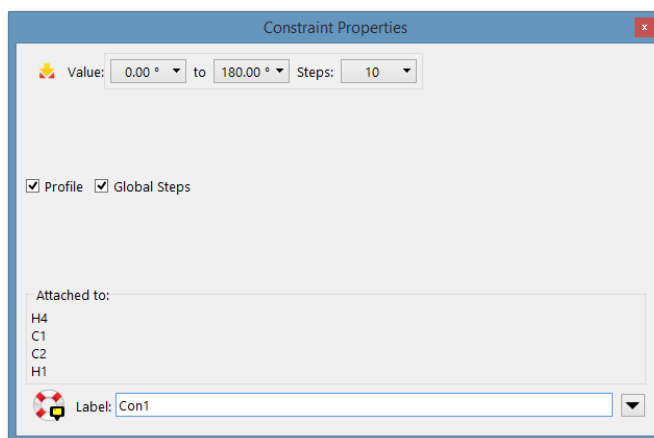 Constraint Properties
x
Value: 0.00 ° to 180.00 ° Steps: 10
Profile Global Steps
Attached to:
H4
C1
C2
H1
Label: Con1